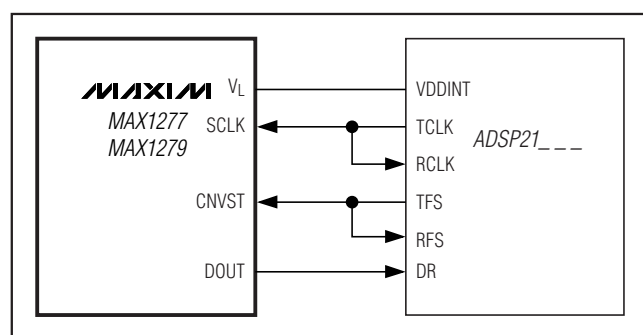 MAXIM
MAX1277
MAX1279
VL
SCLK
CNVST
DOUT
VDDINT
TCLK
RCLK
TFS
RFS
DR
ADSP21_ _ _